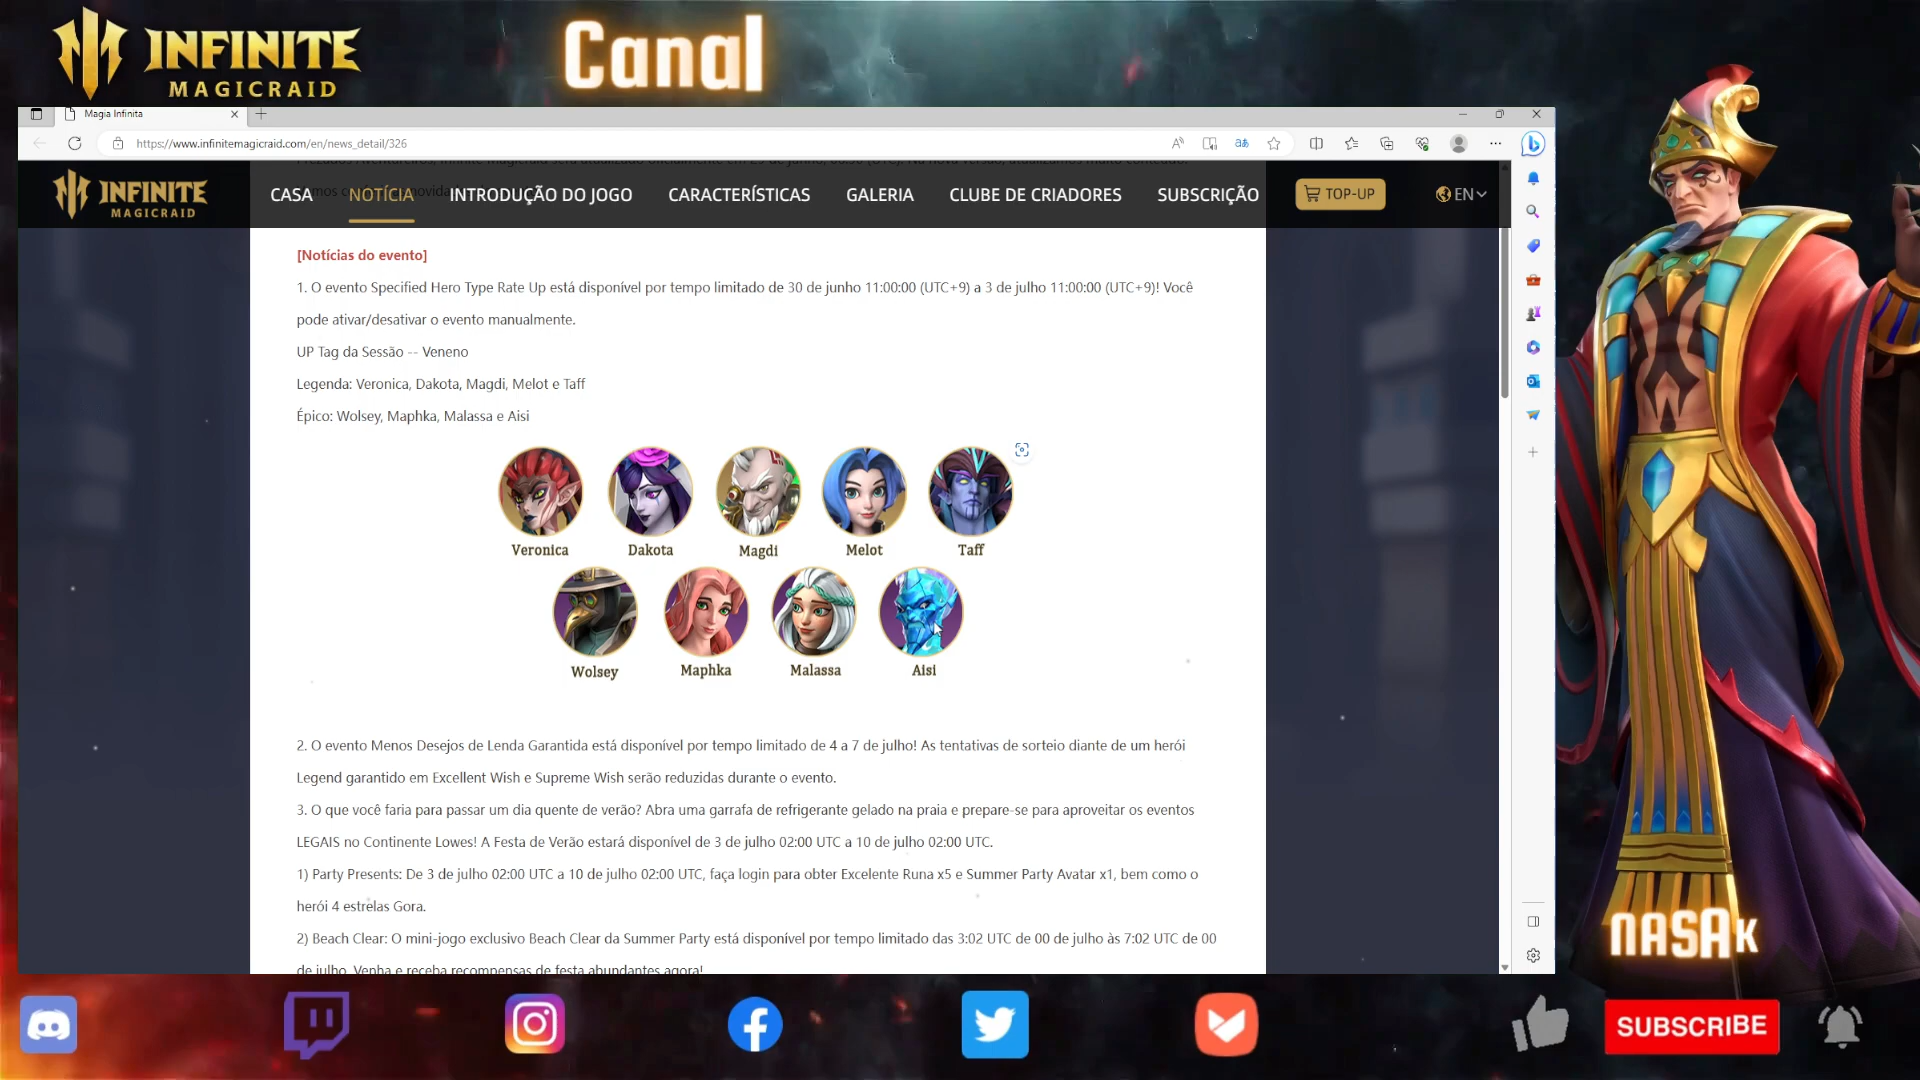 INFINITE
MAGICRAID
Canal
Magia Infinita
https://www.infinitemagicraid.com/en/news_detail/326
INFINITE
MAGICRAID
CASA
NOTÍCIA
INTRODUÇÃO DO JOGO
CARACTERÍSTICAS
GALERIA
CLUBE DE CRIADORES
SUBSCRIÇÃO
TOP-UP
EN
[Notícias do evento]
1. O evento Specified Hero Type Rate Up está disponível por tempo limitado de 30 de junho 11:00:00 (UTC+9) a 3 de julho 11:00:00 (UTC+9)! Você
pode ativar/desativar o evento manualmente.
UP Tag da Sessão -- Veneno
Legenda: Veronica, Dakota, Magdi, Melot e Taff
Épico: Wolsey, Maphka, Malassa e Aisi
Veronica
Dakota
Magdi
Melot
Taff
Wolsey
Maphka
Malassa
Aisi
2. O evento Menos Desejos de Lenda Garantida está disponível por tempo limitado de 4 a 7 de julho! As tentativas de sorteio diante de um herói
Legend garantido em Excellent Wish e Supreme Wish serão reduzidas durante o evento.
3. O que você faria para passar um dia quente de verão? Abra uma garrafa de refrigerante gelado na praia e prepare-se para aproveitar os eventos
LEGAIS no Continente Lowes! A Festa de Verão estará disponível de 3 de julho 02:00 UTC a 10 de julho 02:00 UTC.
1) Party Presents: De 3 de julho 02:00 UTC a 10 de julho 02:00 UTC, faça login para obter Excelente Runa x5 e Summer Party Avatar x1, bem como o
herói 4 estrelas Gora.
2) Beach Clear: O mini-jogo exclusivo Beach Clear da Summer Party está disponível por tempo limitado das 3:02 UTC de 00 de julho às 7:02 UTC de 00
de julho. Venha e receba recompensas de festa abundantes agora!
NASAK
SUBSCRIBE